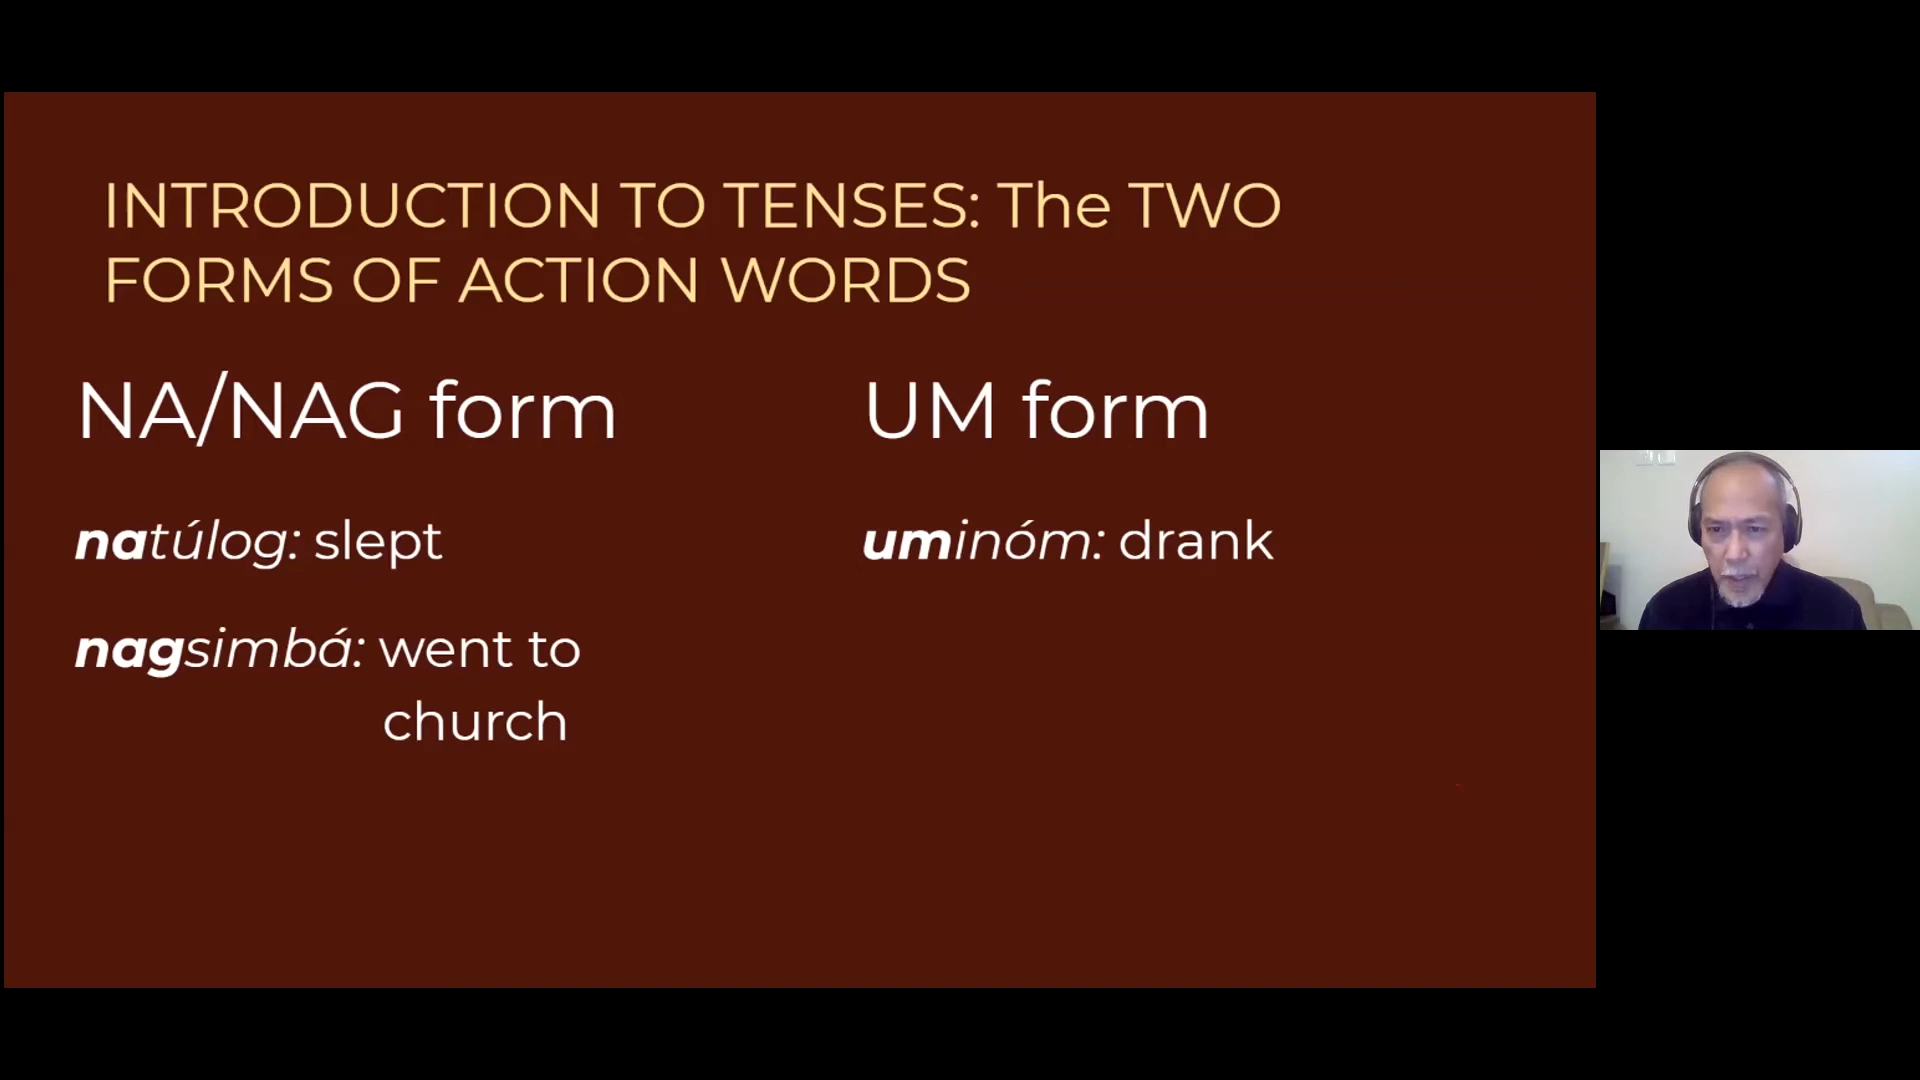 INTRODUCTION TO TENSES: The TWO
FORMS OF ACTION WORDS
NA/NAG form
natúlog: slept
nagsimbá: went to
church
UM form
uminóm: drank